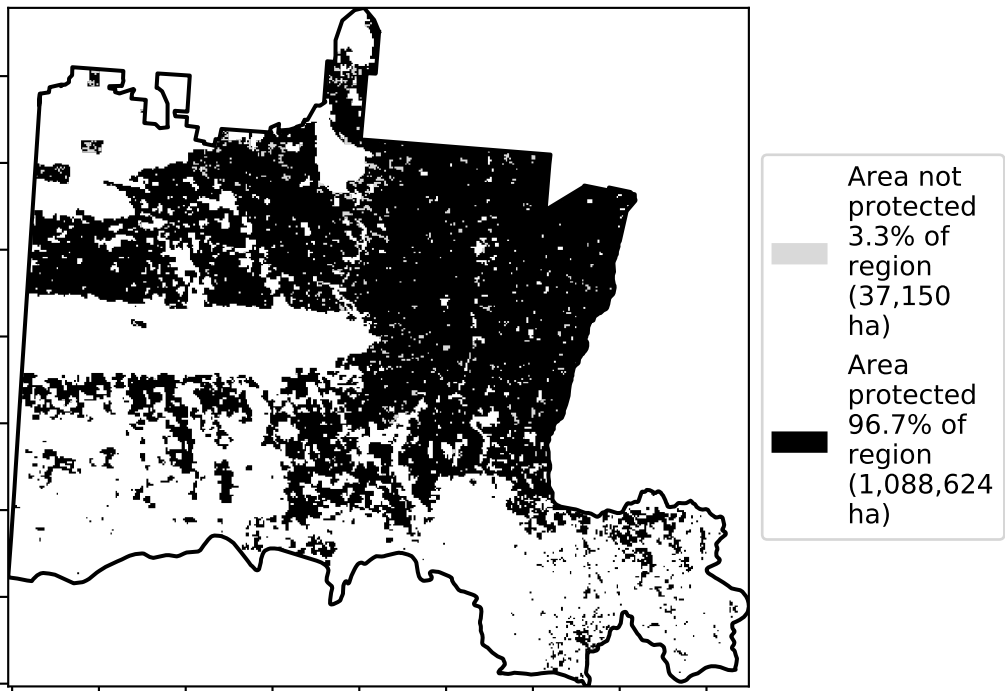 Area not
protected
3.3% of
region
(37,150
ha)
Area
protected
96.7% of
region
(1,088,624
ha)